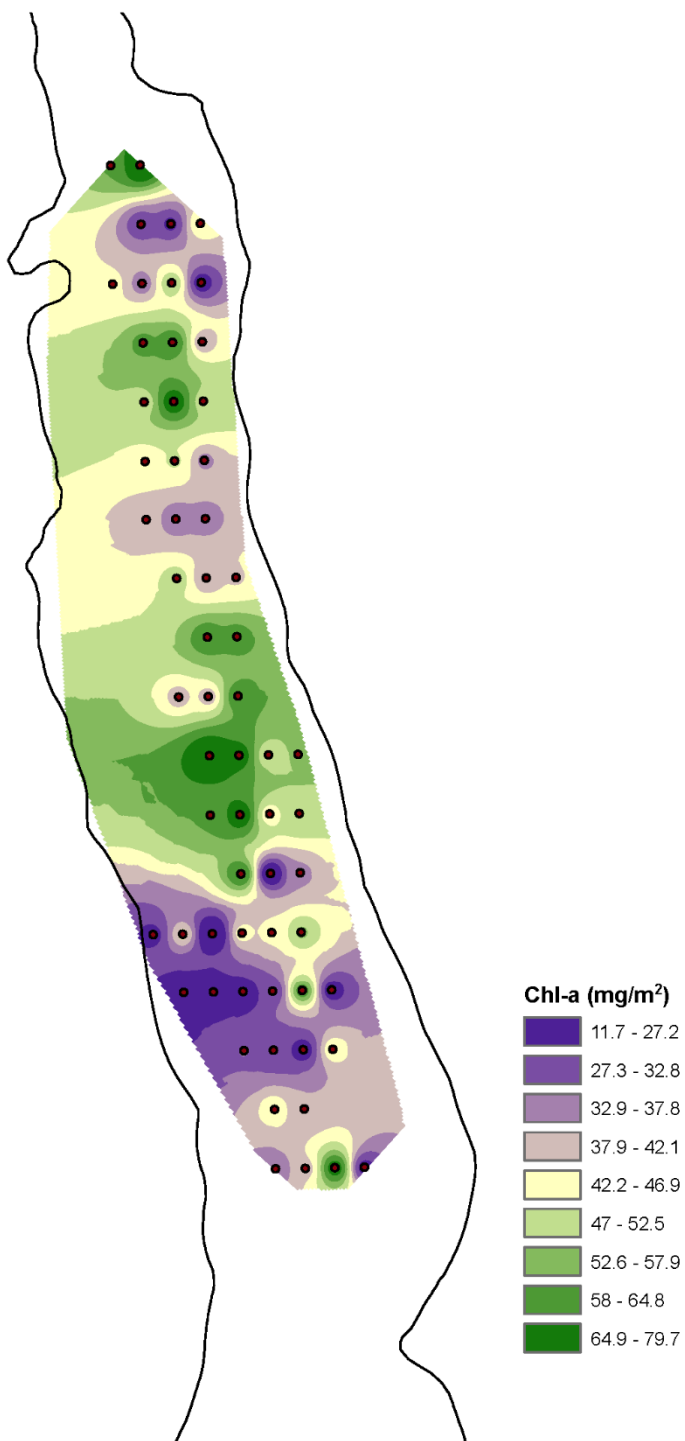 Chl-a (mg/m²)
11.7 - 27.2
27.3 - 32.8
32.9 - 37.8
37.9 - 42.1
42.2 - 46.9
47 - 52.5
52.6 - 57.9
58 - 64.8
64.9 - 79.7